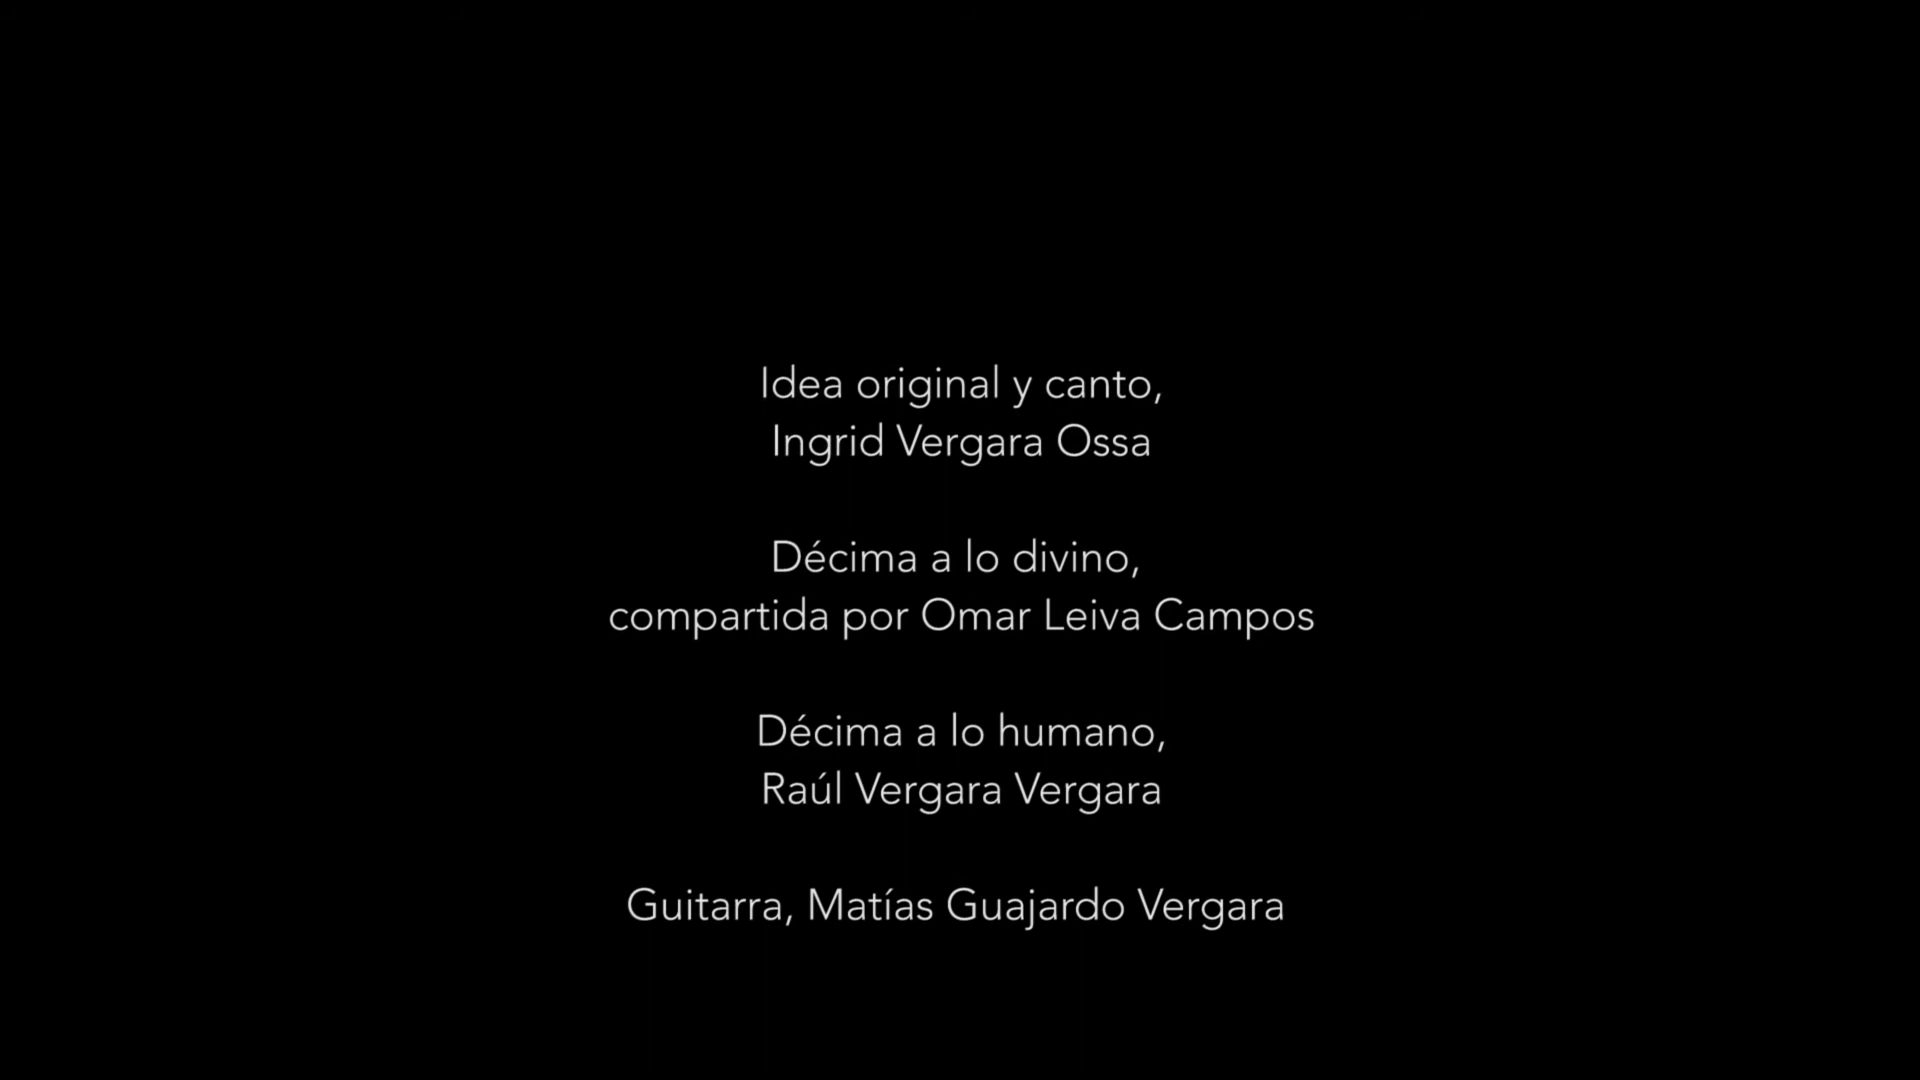 Idea original y canto,
Ingrid Vergara Ossa
Décima a lo divino,
compartida por Omar Leiva Campos
Décima a lo humano,
Raúl Vergara Vergara
Guitarra, Matías Guajardo Vergara